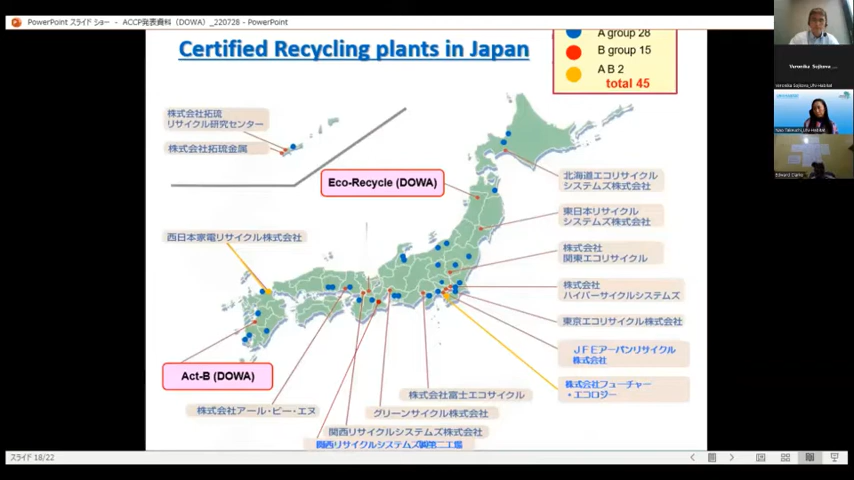 PowerPoint スライド ショー - ACCP発表資料（DOWA）_220728 - PowerPoint
Certified Recycling plants in Japan
A group 28
B group 15
A B 2
total 45
株式会社拓琉
リサイクル研究センター
株式会社拓琉金属
Eco-Recycle (DOWA)
北海道エコリサイクル
システムズ株式会社
東日本リサイクル
システムズ株式会社
西日本家電リサイクル株式会社
株式会社
関東エコリサイクル
株式会社
ハイパーサイクルシステムズ
東京エコリサイクル株式会社
ＪＦＥアーバンリサイクル
株式会社
Act-B (DOWA)
株式会社フューチャー
・エコロジー
株式会社富士エコサイクル
株式会社アール・ビー・エヌ
グリーンサイクル株式会社
関西リサイクルシステムズ株式会社
関西リサイクルシステムズ㈱第二工場
スライド 18/22
Veronika Sojkova_...
Veronika Sojkova_UN-Habitat
Nao Takeuchi_UN-Habitat
Edward Clarke